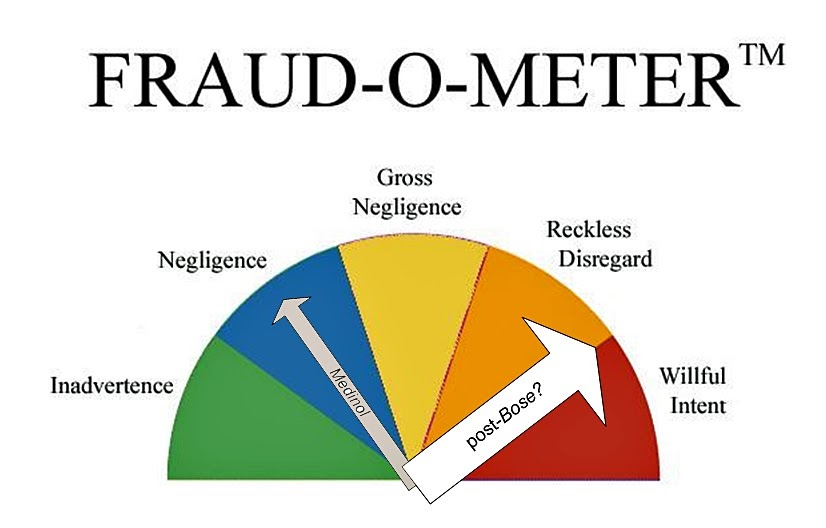 FRAUD-O-METER™
Gross
Negligence
Reckless
Disregard
Negligence
Inadvertence
Willful
Intent
Medinol
post-Bose?